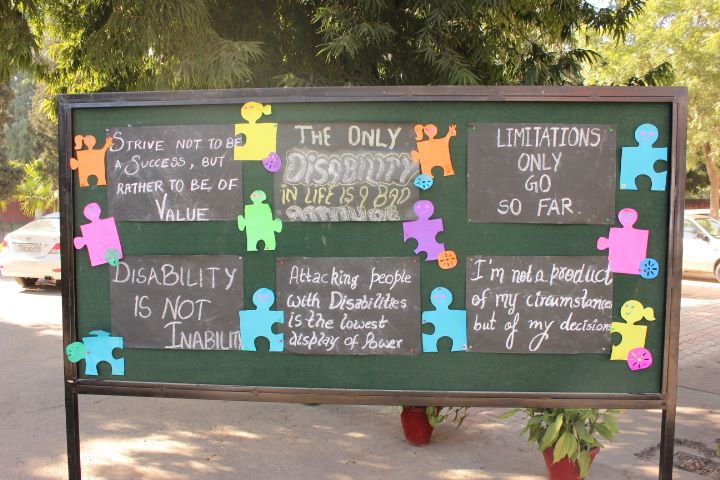 STRIVE NOT TO BE
A SUCCESS, BUT
RATHER TO BE OF
VALUE
THE ONLY
DISABILITY
IN LIFE IS A BAD
ATTITUDE
LIMITATIONS
ONLY
GO
SO FAR.
DISABILITY
IS NOT
INABILITY
Attacking people
with Disabilities
is the lowest
display of Power
I'm not a product
of my circumstances
but of my decisions